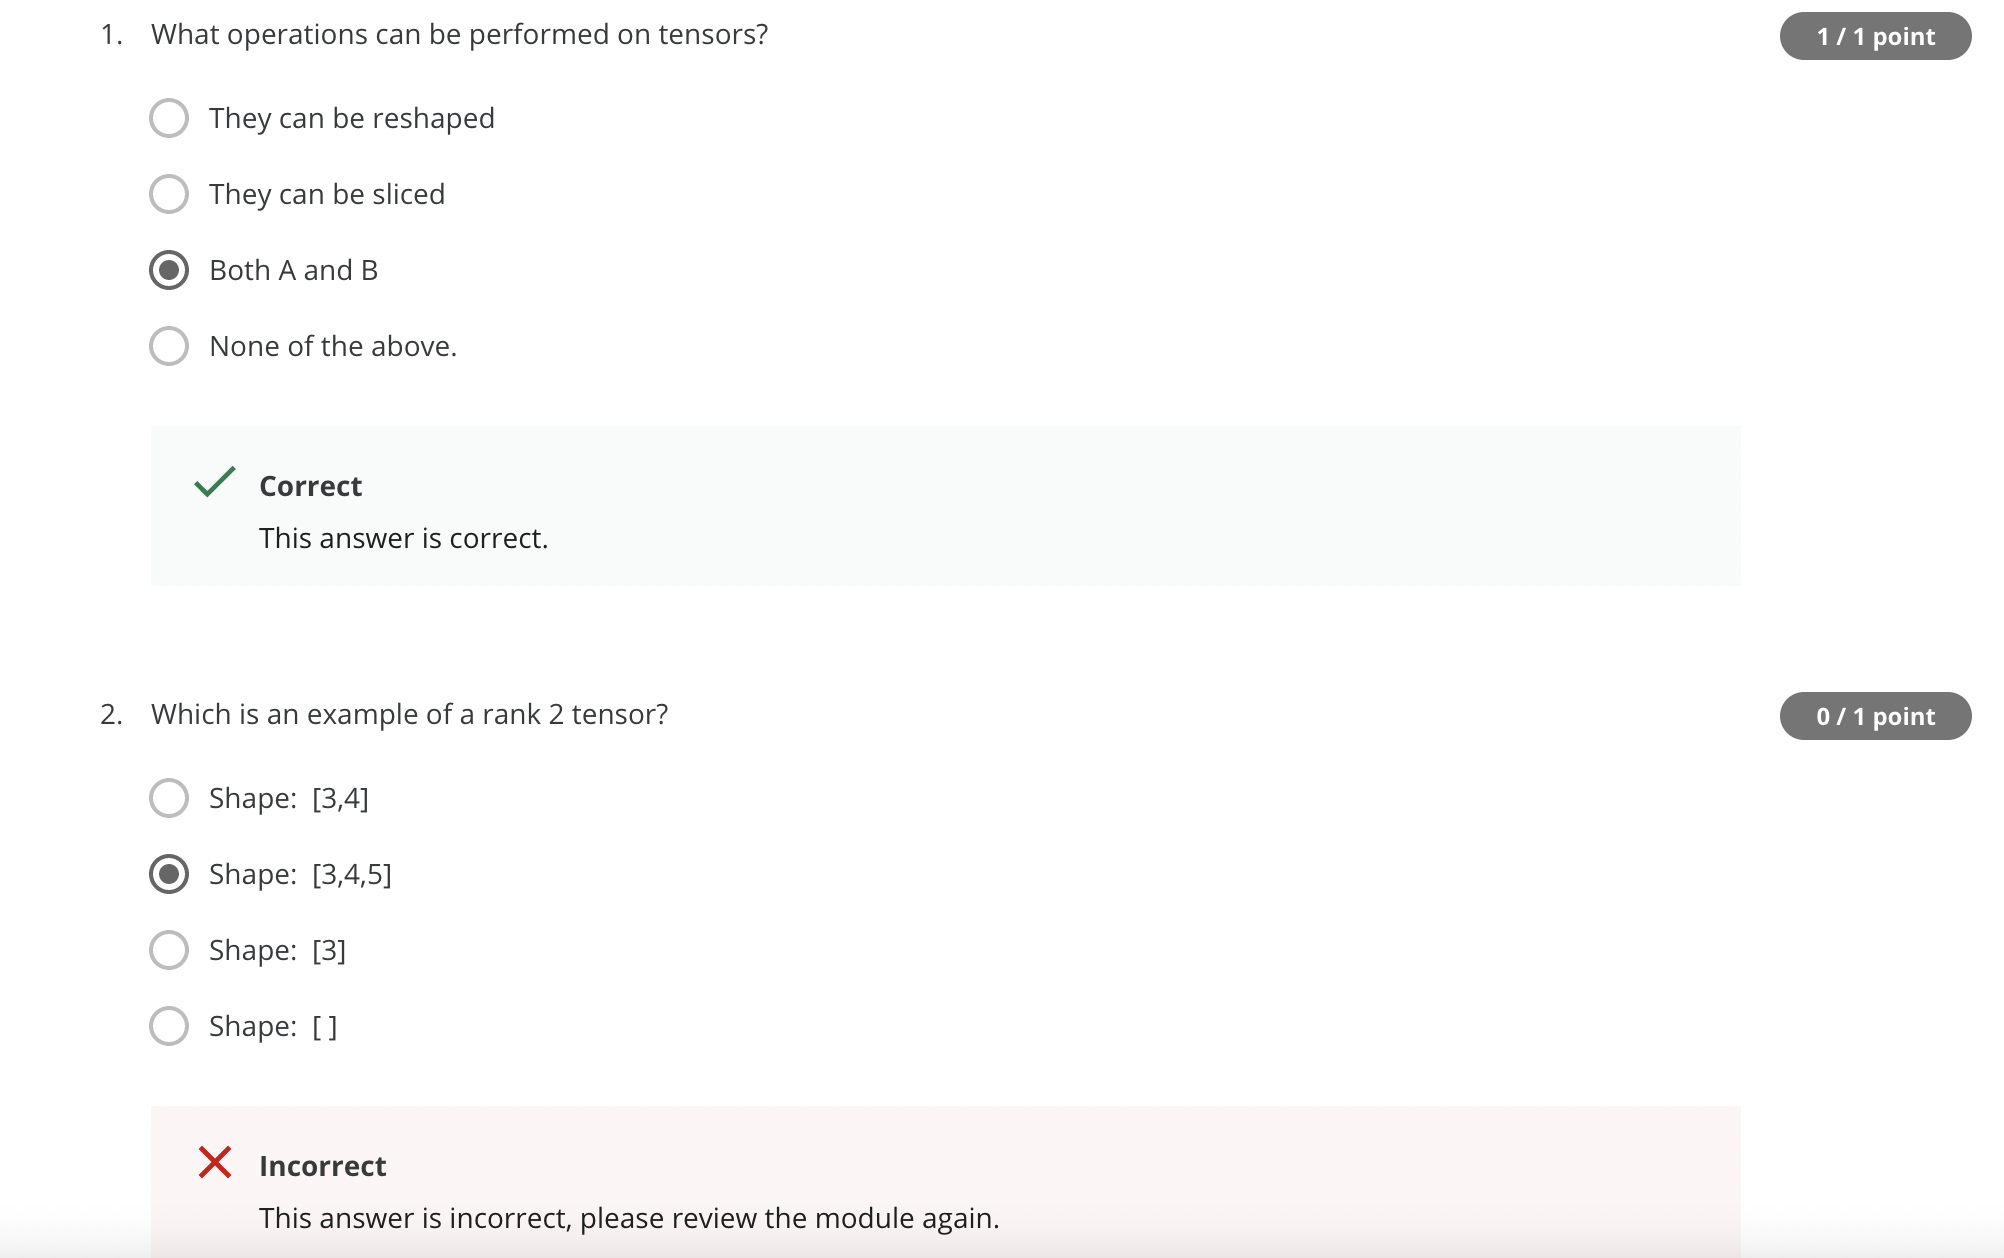 1. What operations can be performed on tensors?
1 / 1 point
They can be reshaped
They can be sliced
Both A and B
None of the above.
Correct
This answer is correct.
2. Which is an example of a rank 2 tensor?
0 / 1 point
Shape: [3,4]
Shape: [3,4,5]
Shape: [3]
Shape: [ ]
Incorrect
This answer is incorrect, please review the module again.